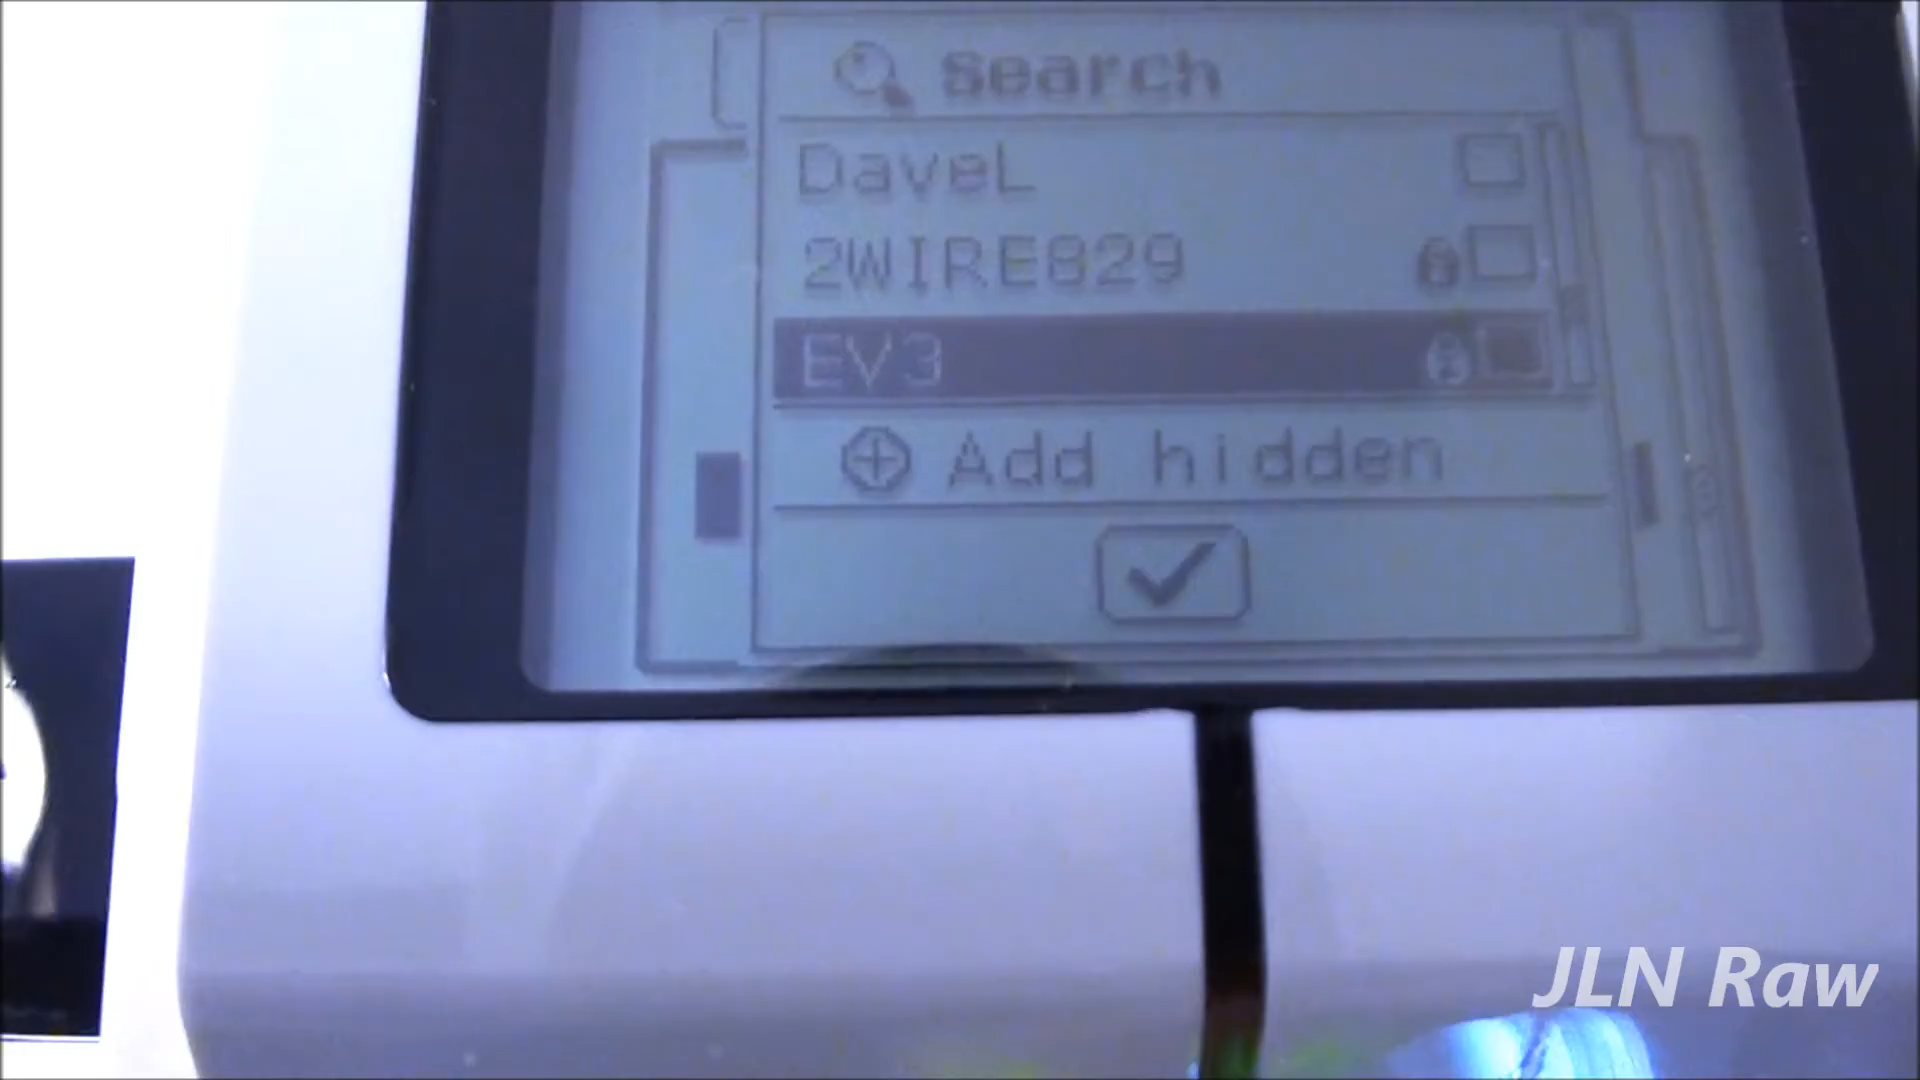 Search
DaveL
2WIRE829
EV3
Add hidden
JLN Raw